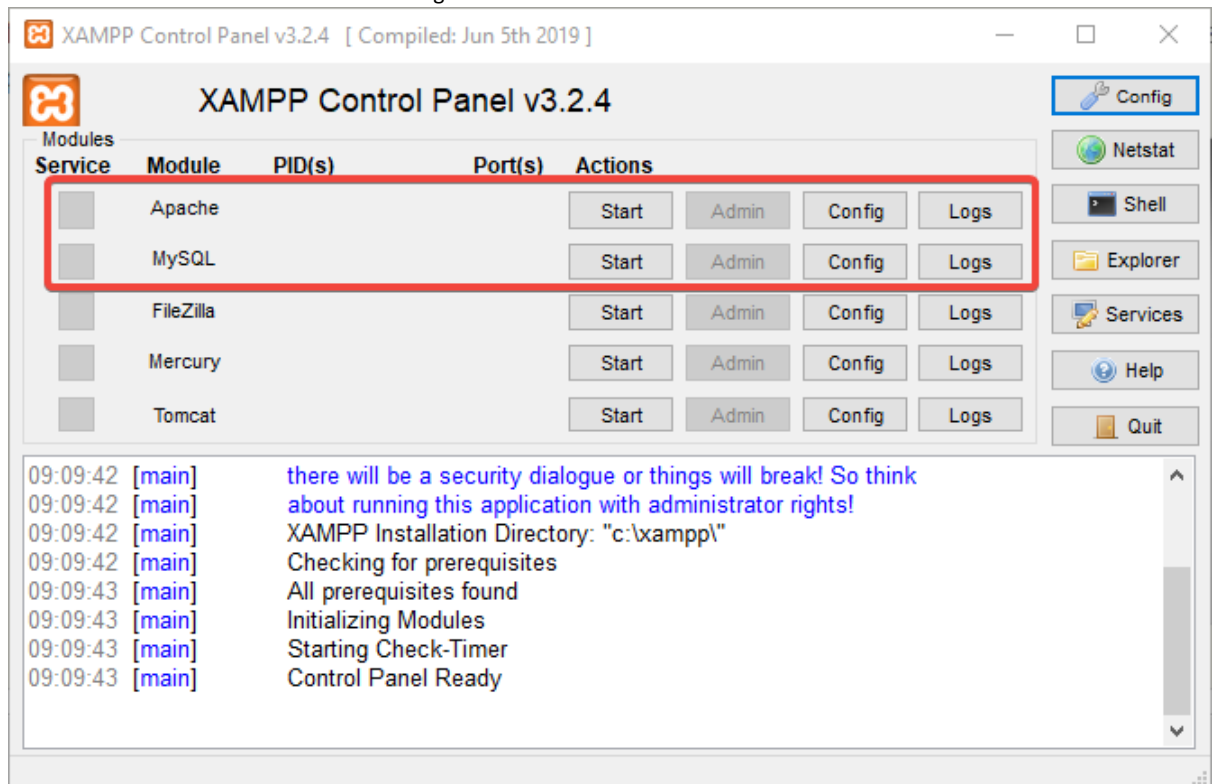 XAMPP Control Panel v3.2.4 [ Compiled: Jun 5th 2019 ]
XAMPP Control Panel v3.2.4
Config
Modules
Netstat
Service Module PID(s) Port(s) Actions
Apache Start Admin Config Logs
Shell
MySQL Start Admin Config Logs
Explorer
FileZilla Start Admin Config Logs
Services
Mercury Start Admin Config Logs
Help
Tomcat Start Admin Config Logs
Quit
09:09:42 [main] there will be a security dialogue or things will break! So think
09:09:42 [main] about running this application with administrator rights!
09:09:42 [main] XAMPP Installation Directory: "c:\xampp\"
09:09:42 [main] Checking for prerequisites
09:09:43 [main] All prerequisites found
09:09:43 [main] Initializing Modules
09:09:43 [main] Starting Check-Timer
09:09:43 [main] Control Panel Ready